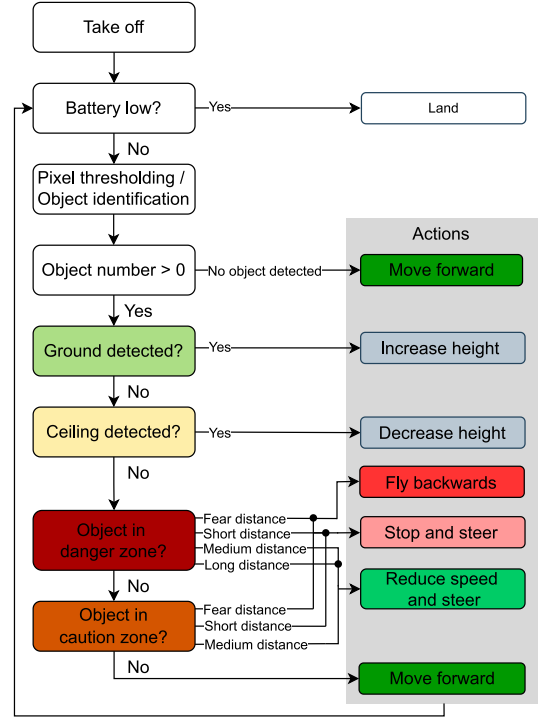 Take off
Battery low?
Yes
Land
No
Pixel thresholding /
Object identification
Actions
Object number > 0
No object detected
Move forward
Yes
Ground detected?
Yes
Increase height
No
Ceiling detected?
Yes
Decrease height
No
Fly backwards
Object in
danger zone?
Fear distance
Short distance
Medium distance
Long distance
Stop and steer
No
Reduce speed
and steer
Object in
caution zone?
Fear distance
Short distance
Medium distance
No
Move forward